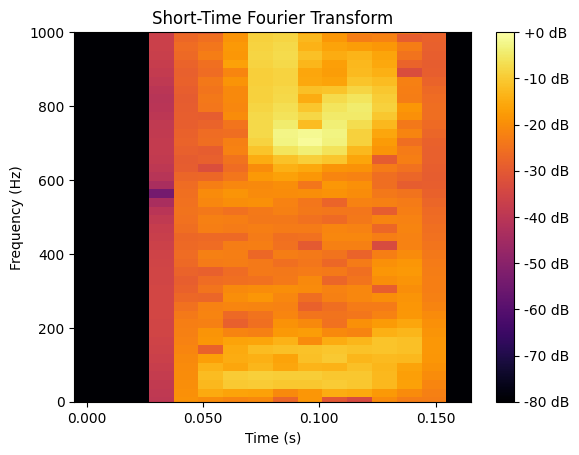 Short-Time Fourier Transform
1000
800
600
400
200
0
Frequency (Hz)
0.000
0.050
0.100
0.150
Time (s)
+0 dB
-10 dB
-20 dB
-30 dB
-40 dB
-50 dB
-60 dB
-70 dB
-80 dB